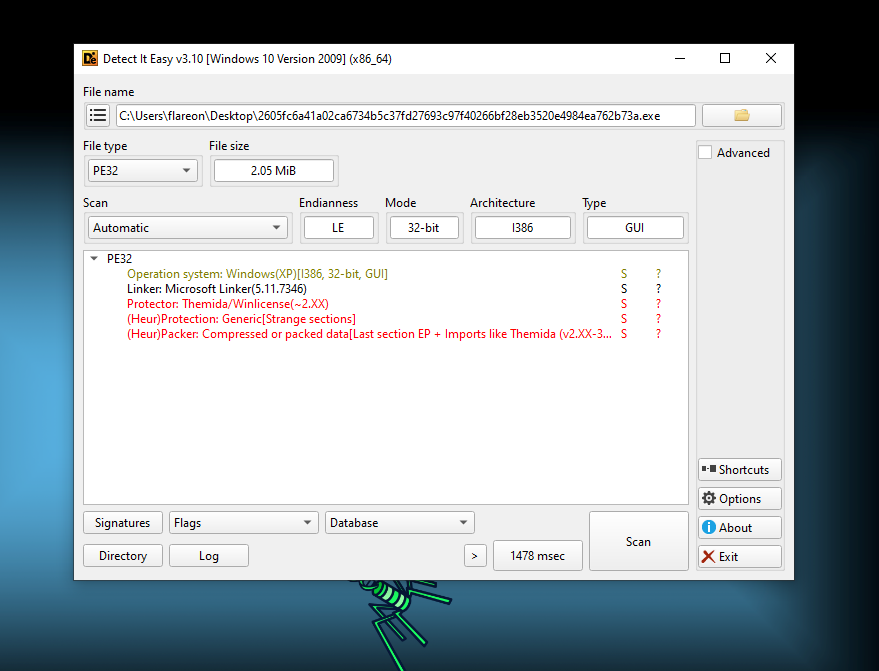 Detect It Easy v3.10 [Windows 10 Version 2009] (x86_64)
File name
C:\Users\flareon\Desktop\2605fc6a41a02ca6734b5c37fd27693c97f40266bf28eb3520e4984ea762b73a.exe
File type File size Advanced
PE32 2.05 MiB
Scan Endianness Mode Architecture Type
Automatic LE 32-bit I386 GUI
PE32
Operation system: Windows(XP)[I386, 32-bit, GUI] S ?
Linker: Microsoft Linker(5.11.7346) S ?
Protector: Themida/Winlicense(~2.XX) S ?
(Heur)Protection: Generic[Strange sections] S ?
(Heur)Packer: Compressed or packed data[Last section EP + Imports like Themida (v2.XX-3... S ?
Shortcuts
Options
Signatures Flags Database Scan About
Directory Log > 1478 msec Exit